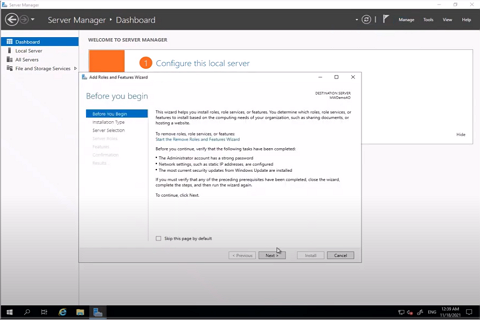 Server Manager
Server Manager • Dashboard
Manage Tools View Help
Dashboard
Local Server
All Servers
File and Storage Services
WELCOME TO SERVER MANAGER
1 Configure this local server
Hide
Add Roles and Features Wizard
Before you begin
DESTINATION SERVER
Before You Begin
Installation Type
Server Selection
Server Roles
Features
Confirmation
Results
This wizard helps you install roles, role services, or features. You determine which roles, role services, or
features to install based on the computing needs of your organization, such as sharing documents, or
hosting a website.
To remove roles, role services, or features:
Start the Remove Roles and Features Wizard
Before you continue, verify that the following tasks have been completed:
• The Administrator account has a strong password
• Network settings, such as static IP addresses, are configured
• The most current security updates from Windows Update are installed
If you must verify that any of the preceding prerequisites have been completed, close the wizard,
complete the steps, and then run the wizard again.
To continue, click Next.
Skip this page by default
< Previous Next > Install Cancel
ENG
12:39 AM
11/18/2021